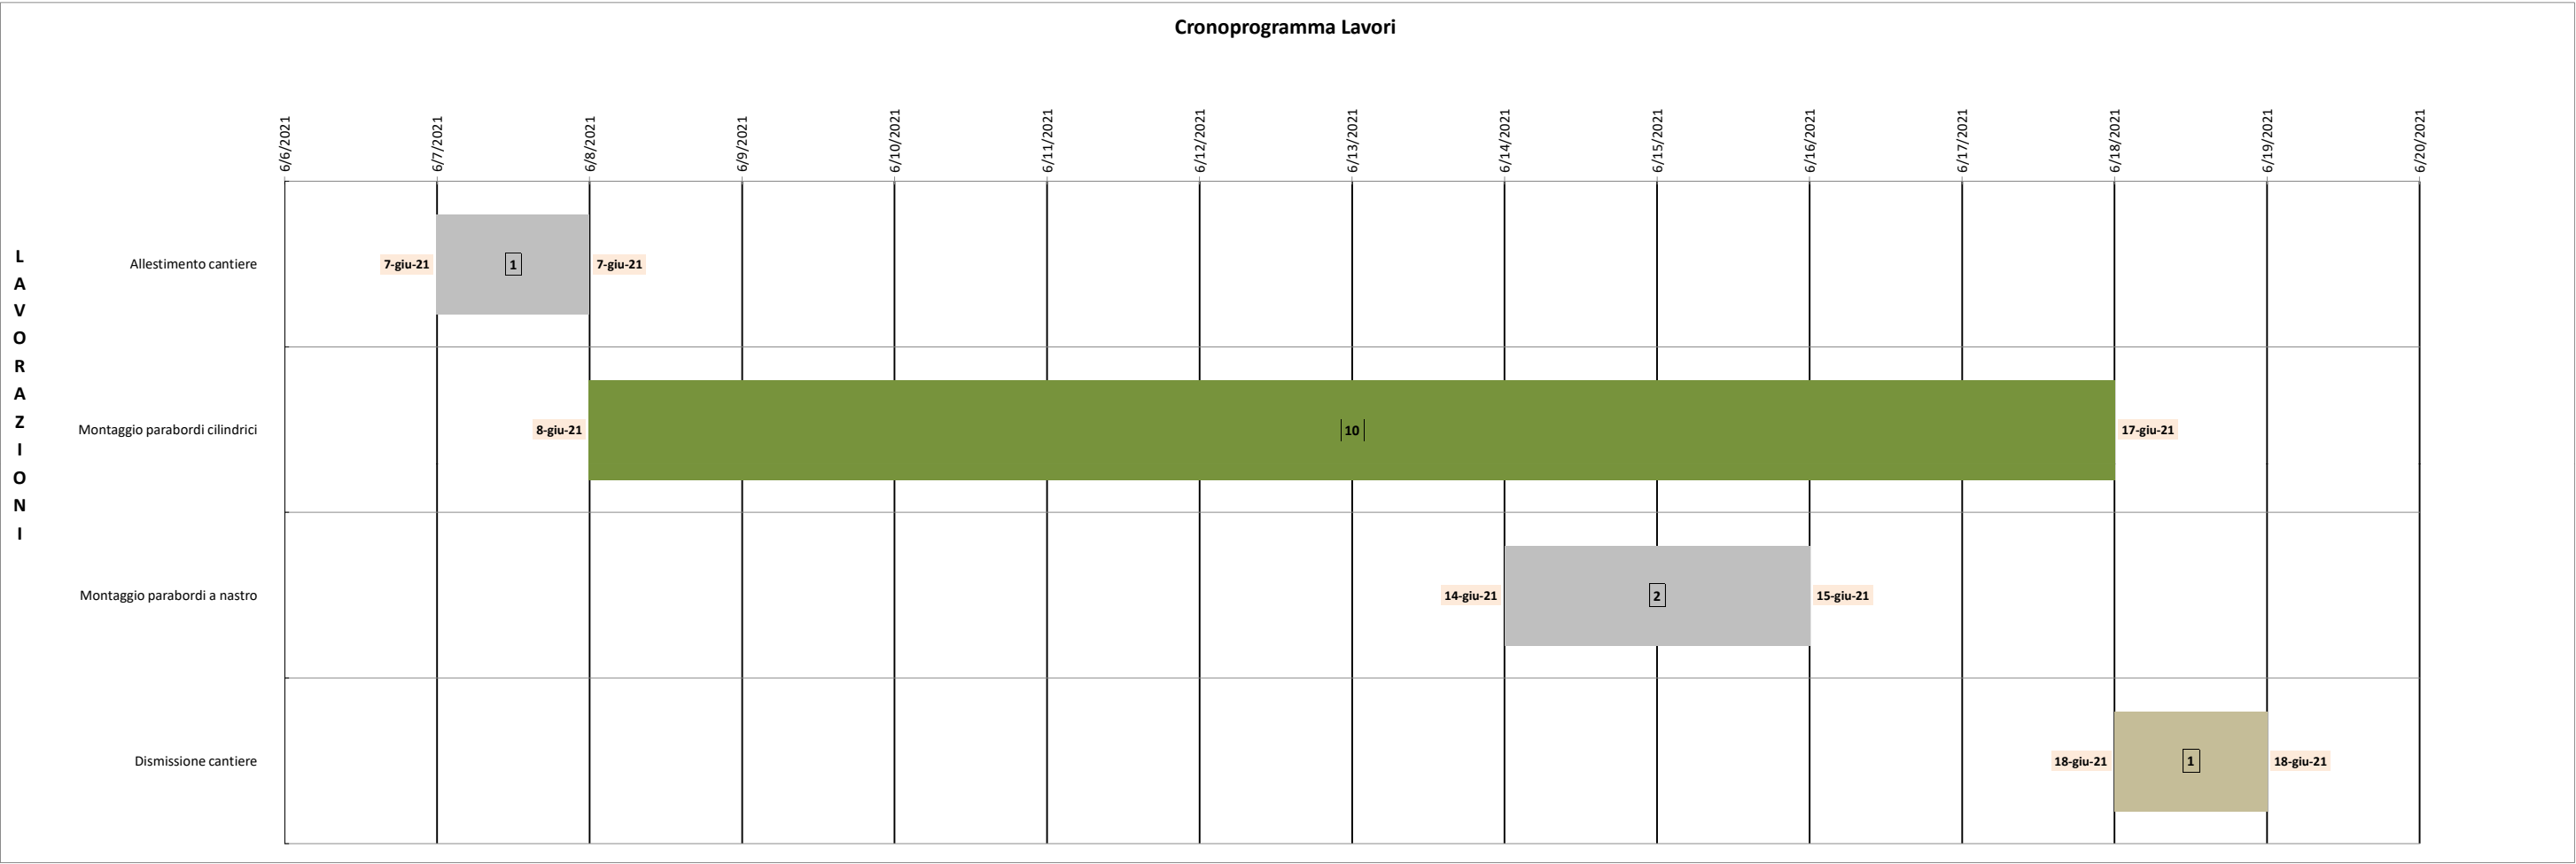 Cronoprogramma Lavori
6/6/2021
6/7/2021
6/8/2021
6/9/2021
6/10/2021
6/11/2021
6/12/2021
6/13/2021
6/14/2021
6/15/2021
6/16/2021
6/17/2021
6/18/2021
6/19/2021
6/20/2021
LAVORAZIONI
Allestimento cantiere
7-giu-21
1
7-giu-21
Montaggio parabordi cilindrici
8-giu-21
10
17-giu-21
Montaggio parabordi a nastro
14-giu-21
2
15-giu-21
Dismissione cantiere
18-giu-21
1
18-giu-21